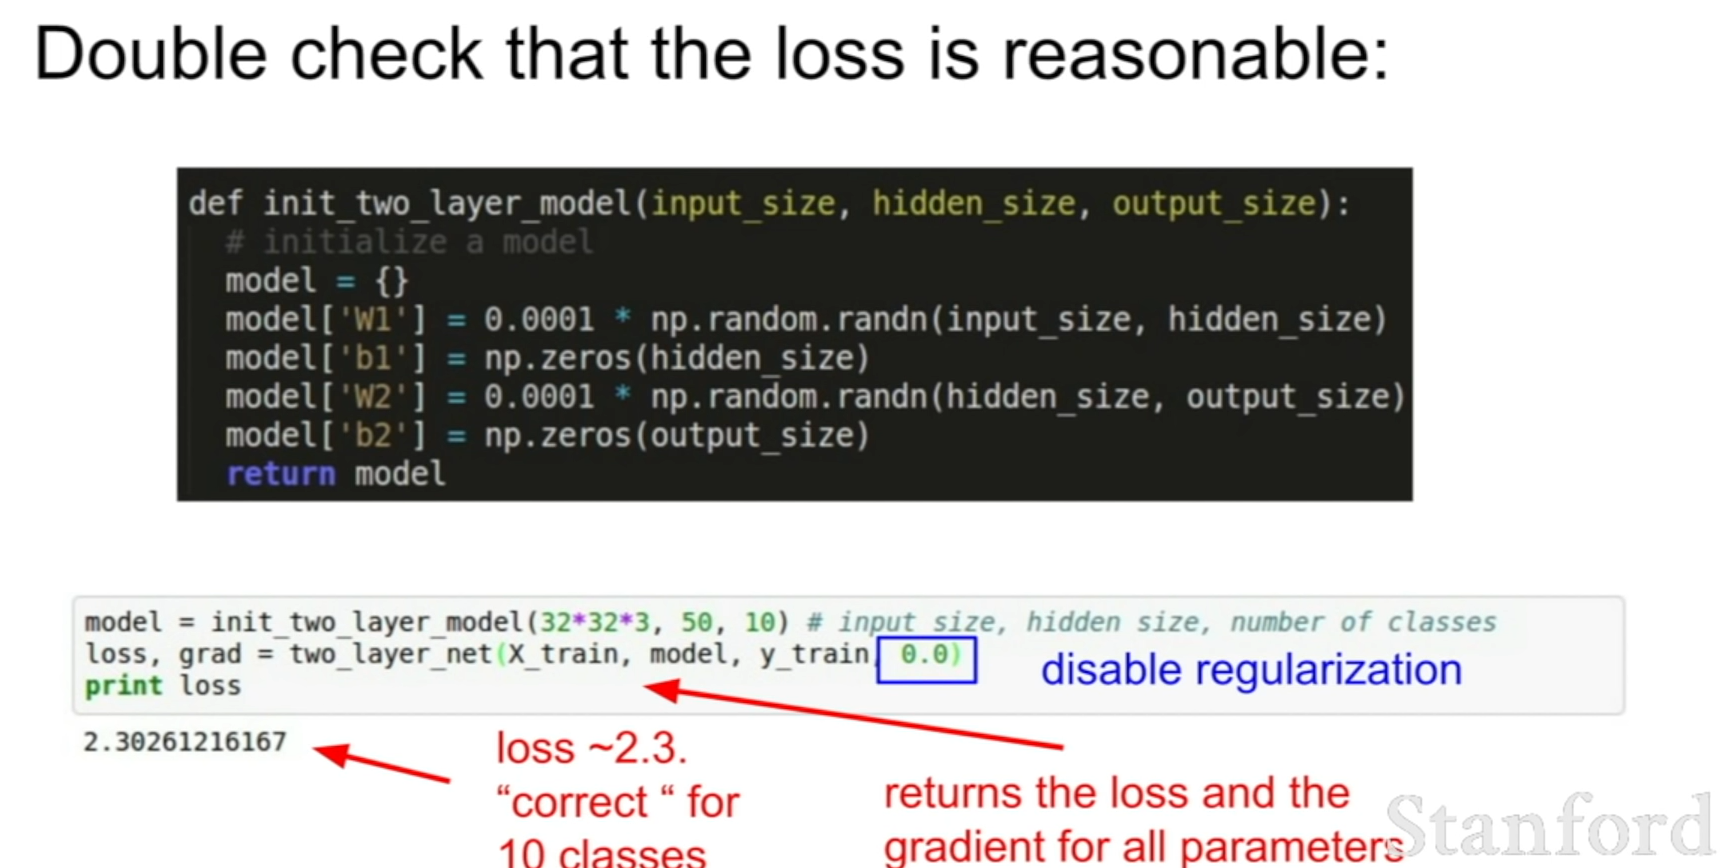 Double check that the loss is reasonable:
def init_two_layer_model(input_size, hidden_size, output_size):
  # initialize a model
  model = {}
  model['W1'] = 0.0001 * np.random.randn(input_size, hidden_size)
  model['b1'] = np.zeros(hidden_size)
  model['W2'] = 0.0001 * np.random.randn(hidden_size, output_size)
  model['b2'] = np.zeros(output_size)
  return model
model = init_two_layer_model(32*32*3, 50, 10) # input size, hidden size, number of classes
loss, grad = two_layer_net(X_train, model, y_train, 0.0)
disable regularization
print loss
2.30261216167
loss ~2.3.
“correct “ for
10 classes
returns the loss and the
gradient for all parameters
Stanford